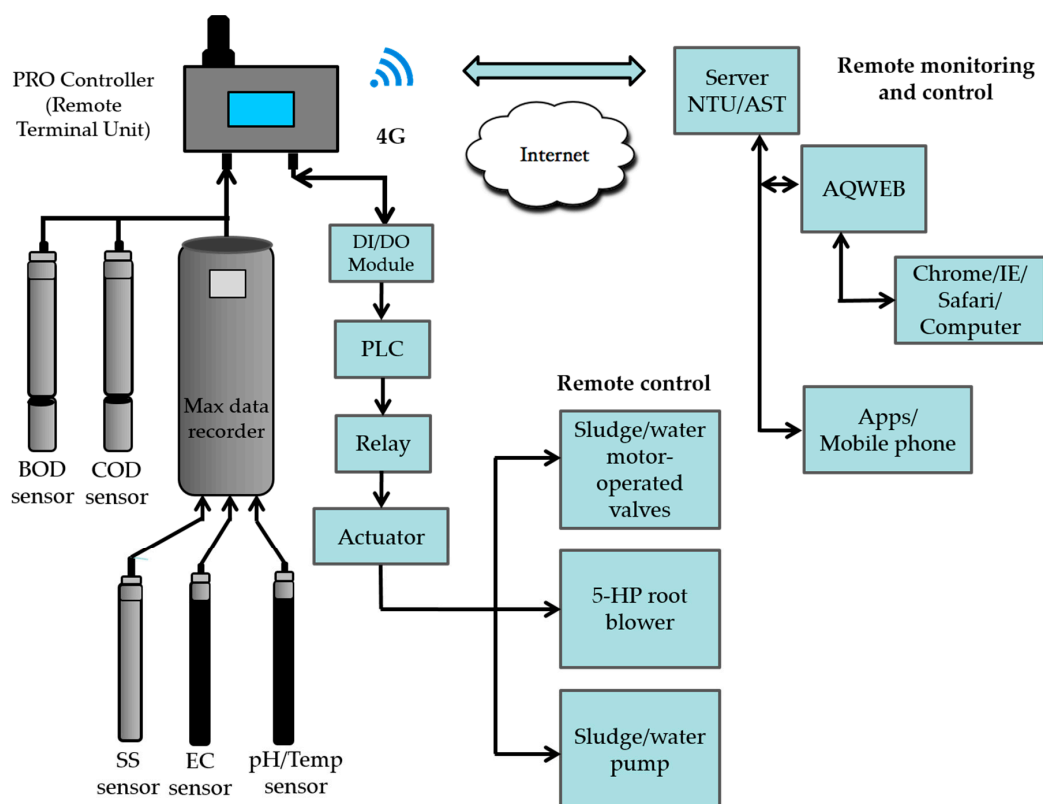 PRO Controller
(Remote
Terminal Unit)
4G
Internet
Server
NTU/AST
Remote monitoring
and control
AQWEB
Chrome/IE/
Safari/
Computer
Apps/
Mobile phone
DI/DO
Module
PLC
Relay
Actuator
Remote control
Sludge/water
motor-
operated
valves
5-HP root
blower
Sludge/water
pump
Max data
recorder
BOD
sensor
COD
sensor
SS
sensor
EC
sensor
pH/Temp
sensor